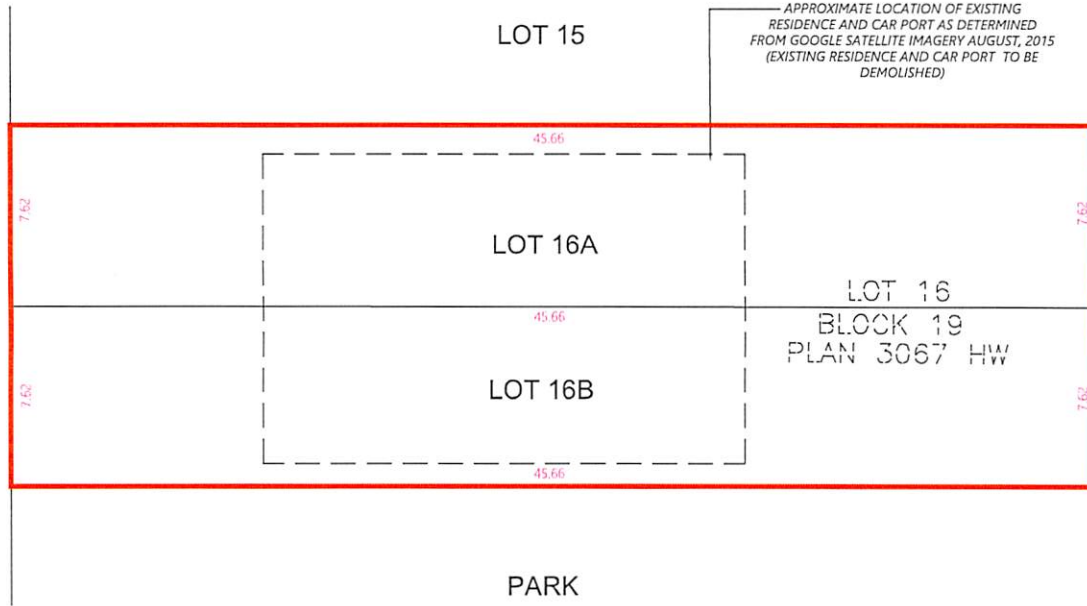 APPROXIMATE LOCATION OF EXISTING
RESIDENCE AND CAR PORT AS DETERMINED
FROM GOOGLE SATELLITE IMAGERY AUGUST, 2015
(EXISTING RESIDENCE AND CAR PORT TO BE
DEMOLISHED)
LOT 15
45.66
7.62
7.62
LOT 16A
LOT 16
45.66
BLOCK 19
PLAN 3067 HW
7.62
LOT 16B
7.62
45.66
PARK